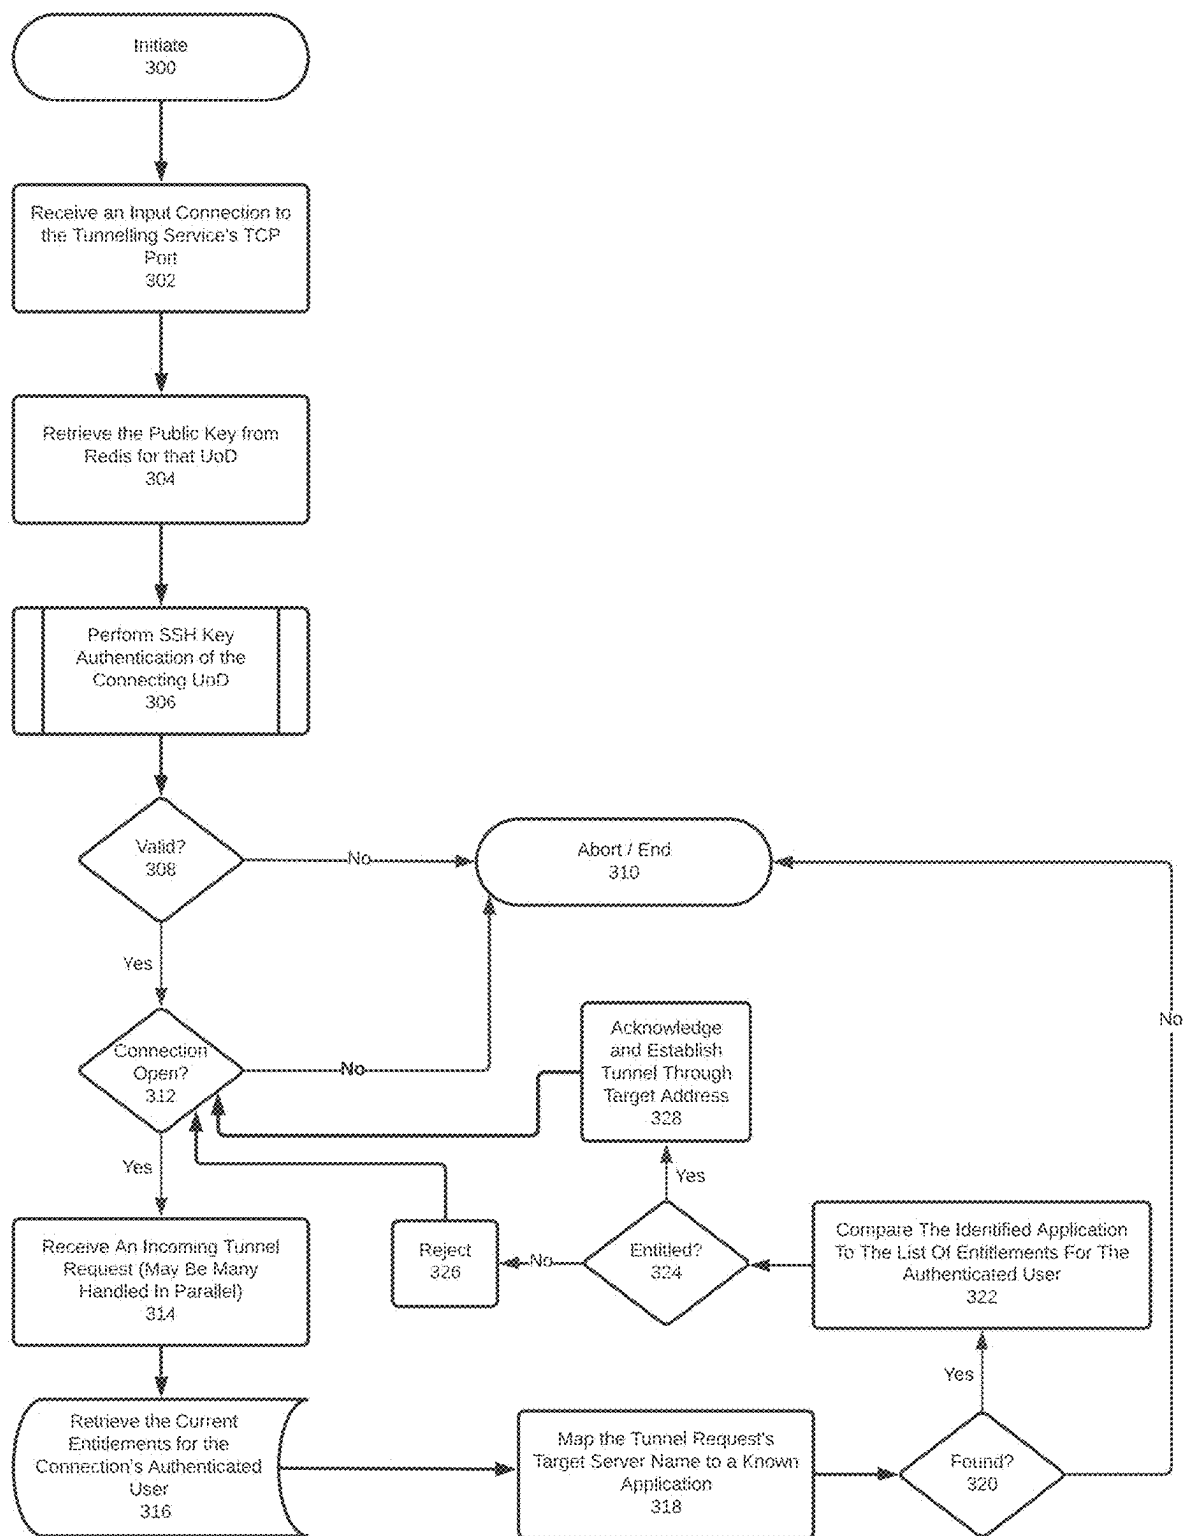 Initiate
300
Receive an Input Connection to
the Tunnelling Service's TCP
Port
302
Retrieve the Public Key from
Redis for that UoD
304
Perform SSH Key
Authentication of the
Connecting UoD
306
Valid?
308
No
Abort / End
310
Yes
No
Connection
Open?
312
No
Acknowledge
and Establish
Tunnel Through
Target Address
328
Yes
Yes
Receive An Incoming Tunnel
Request (May Be Many
Handled In Parallel)
314
Reject
326
No
Entitled?
324
Compare The Identified Application
To The List Of Entitlements For The
Authenticated User
322
Yes
Retrieve the Current
Entitlements for the
Connection's Authenticated
User
316
Map the Tunnel Request's
Target Server Name to a Known
Application
318
Found?
320